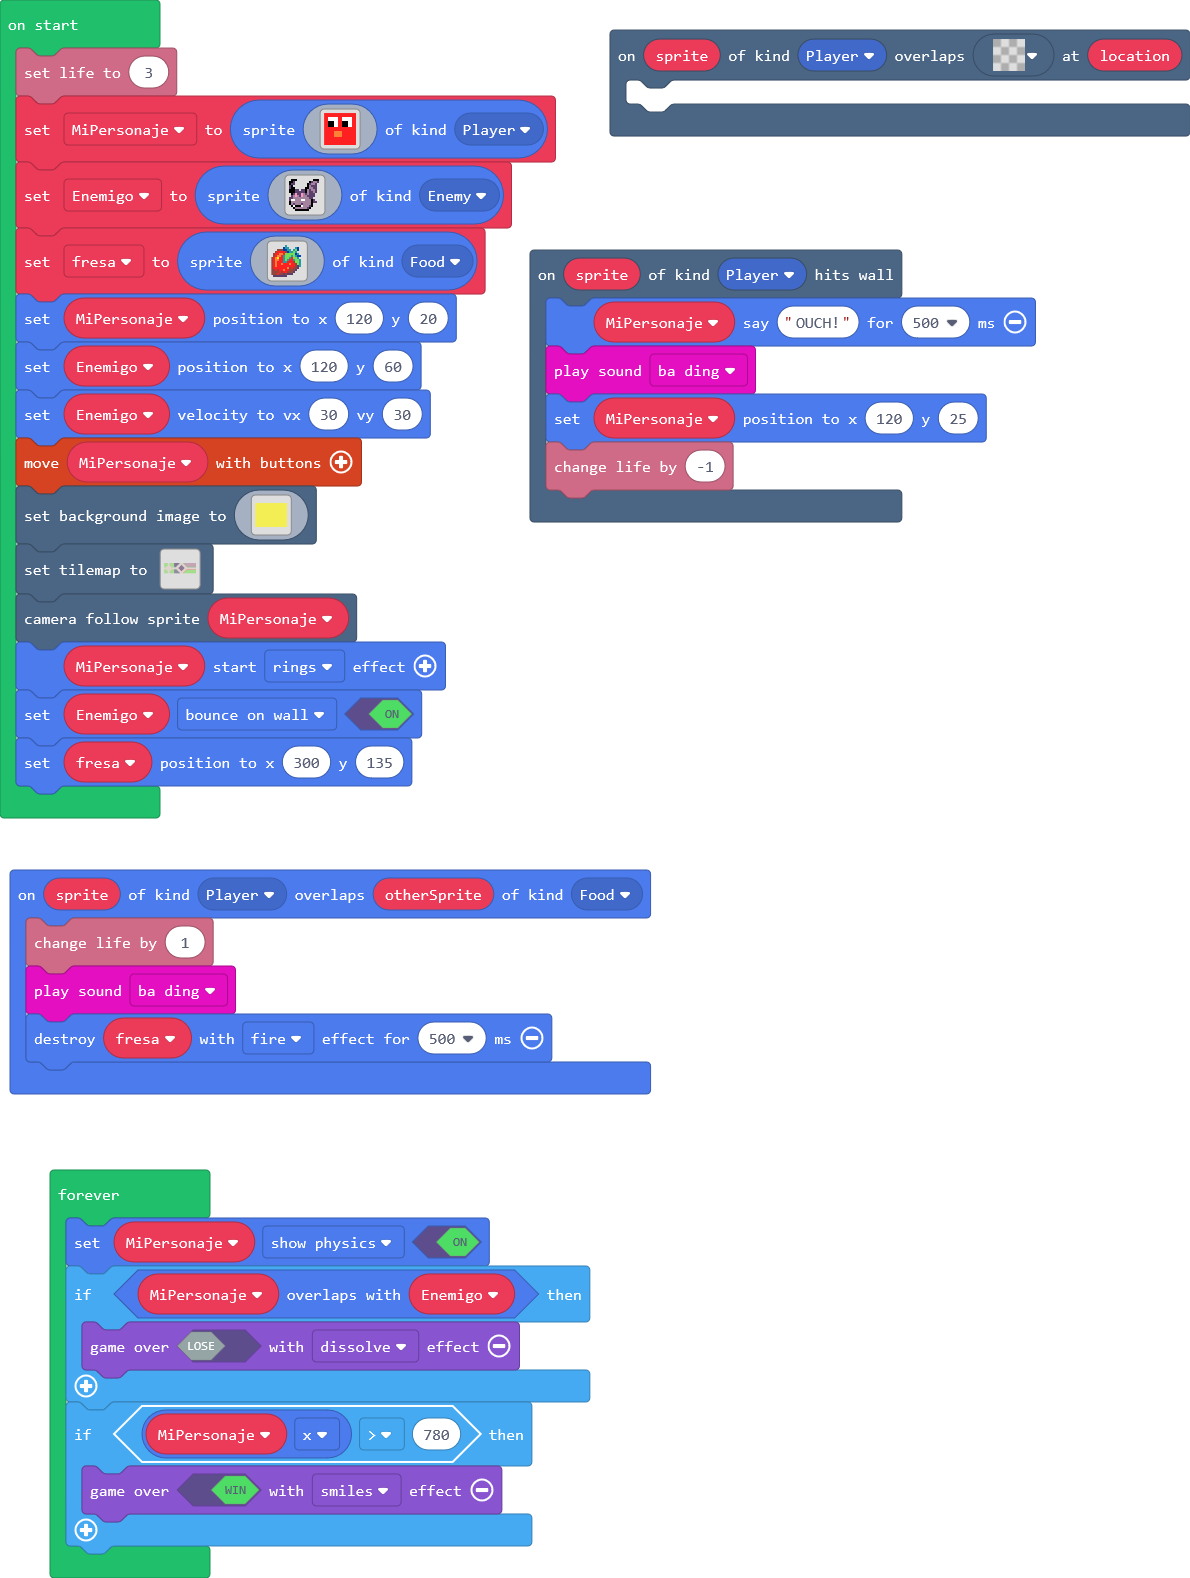 on start
set life to 3
set MiPersonaje to sprite of kind Player
set Enemigo to sprite of kind Enemy
set fresa to sprite of kind Food
set MiPersonaje position to x 120 y 20
set Enemigo position to x 120 y 60
set Enemigo velocity to vx 30 vy 30
move MiPersonaje with buttons
set background image to
set tilemap to
camera follow sprite MiPersonaje
MiPersonaje start rings effect
set Enemigo bounce on wall ON
set fresa position to x 300 y 135
on sprite of kind Player overlaps at location
on sprite of kind Player hits wall
MiPersonaje say "OUCH!" for 500 ms
play sound ba ding
set MiPersonaje position to x 120 y 25
change life by -1
on sprite of kind Player overlaps otherSprite of kind Food
change life by 1
play sound ba ding
destroy fresa with fire effect for 500 ms
forever
set MiPersonaje show physics ON
if MiPersonaje overlaps with Enemigo then
game over LOSE with dissolve effect
if MiPersonaje x > 780 then
game over WIN with smiles effect